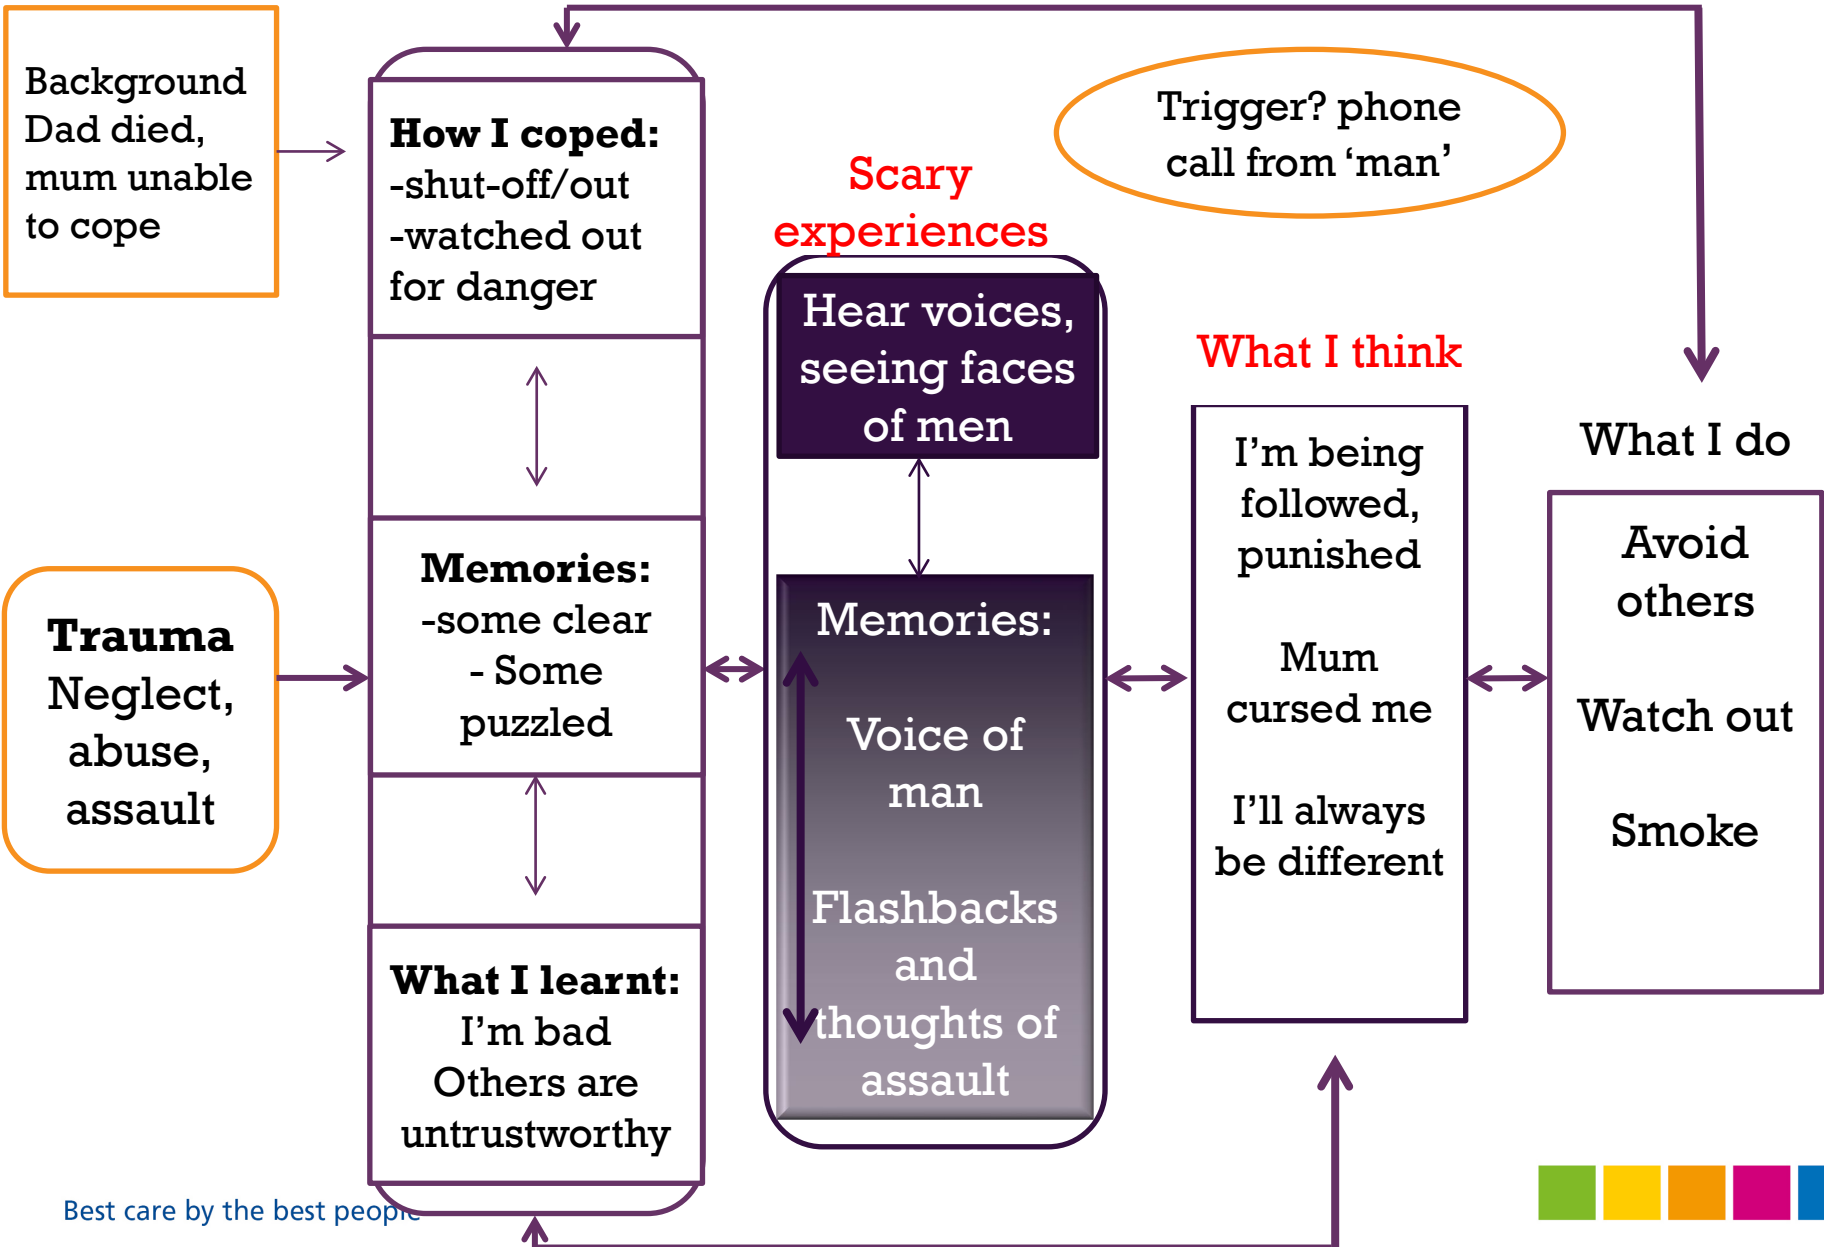 Background
Dad died,
mum unable
to cope
Trauma
Neglect,
abuse,
assault
How I coped:
-shut-off/out
-watched out
for danger
Memories:
-some clear
- Some
puzzled
What I learnt:
I'm bad
Others are
untrustworthy
Scary
experiences
Hear voices,
seeing faces
of men
Memories:
Voice of
man
Flashbacks
and
thoughts of
assault
Trigger? phone
call from ‘man’
What I think
I’m being
followed,
punished
Mum
cursed me
I’ll always
be different
What I do
Avoid
others
Watch out
Smoke
Best care by the best people